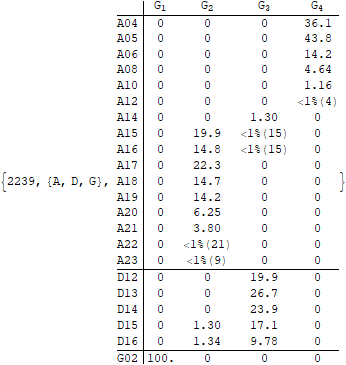 G1 G2 G3 G4
A04 0 0 0 36.1
A05 0 0 0 43.8
A06 0 0 0 14.2
A08 0 0 0 4.64
A10 0 0 0 1.16
A12 0 0 0 <1%(4)
A14 0 0 1.30 0
A15 0 19.9 <1%(15) 0
A16 0 14.8 <1%(15) 0
A17 0 22.3 0 0
{2239, {A, D, G}, A18 0 14.7 0 0 }
A19 0 14.2 0 0
A20 0 6.25 0 0
A21 0 3.80 0 0
A22 0 <1%(21) 0 0
A23 0 <1%(9) 0 0
D12 0 0 19.9 0
D13 0 0 26.7 0
D14 0 0 23.9 0
D15 0 1.30 17.1 0
D16 0 1.34 9.78 0
G02 100. 0 0 0